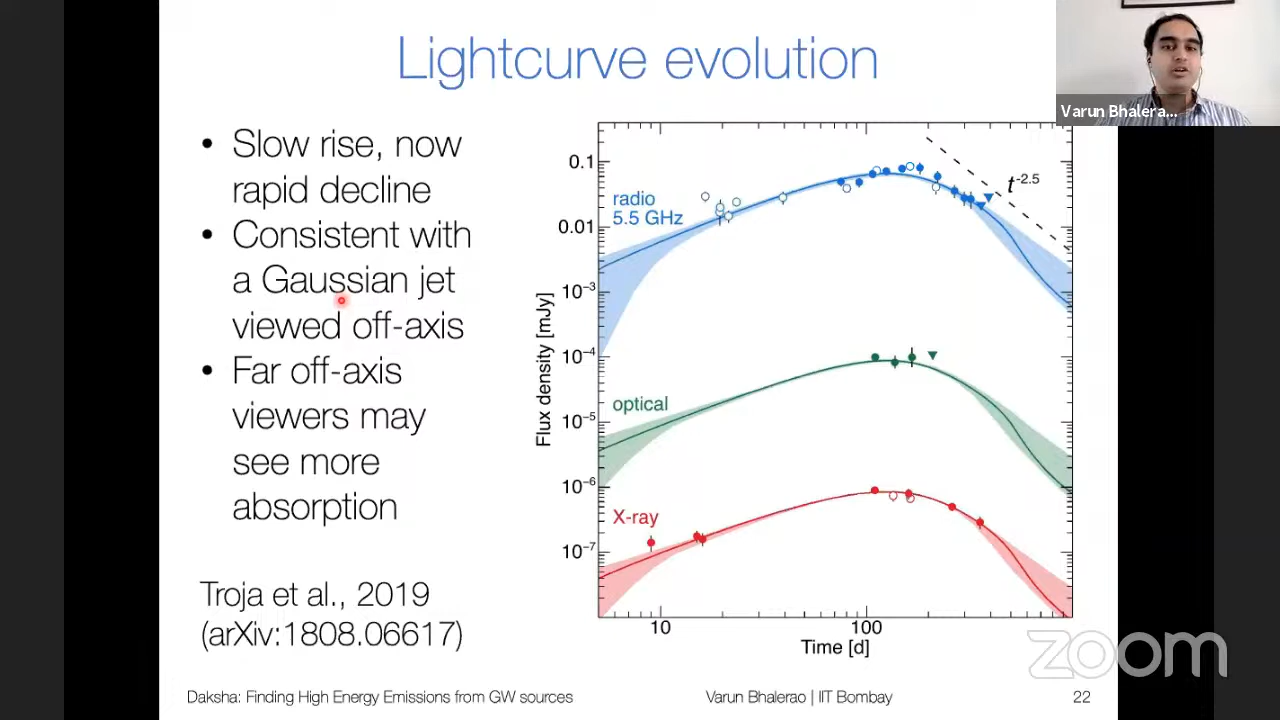 Lightcurve evolution
Varun Bhalera...
• Slow rise, now
rapid decline
• Consistent with
a Gaussian jet
viewed off-axis
• Far off-axis
viewers may
see more
absorption
Troja et al., 2019
(arXiv:1808.06617)
Flux density [mJy]
0.1
0.01
10⁻³
10⁻⁴
10⁻⁵
10⁻⁶
10⁻⁷
radio
5.5 GHz
t⁻²·⁵
optical
X-ray
10
100
Time [d]
zoom
Daksha: Finding High Energy Emissions from GW sources
Varun Bhalerao | IIT Bombay
22